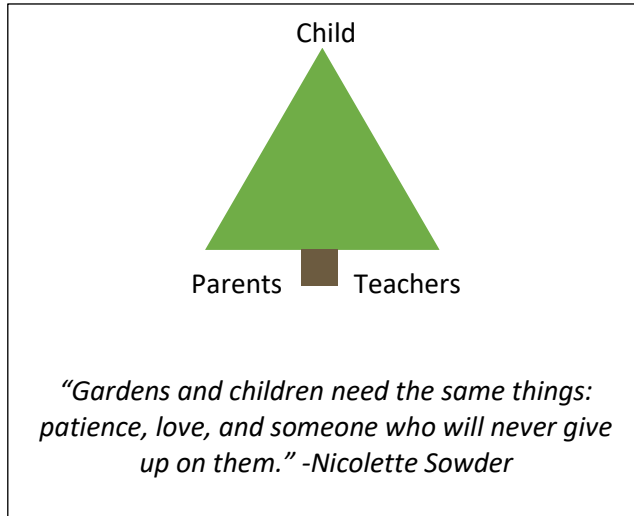 Child
Parents Teachers
“Gardens and children need the same things:
patience, love, and someone who will never give
up on them.” -Nicolette Sowder